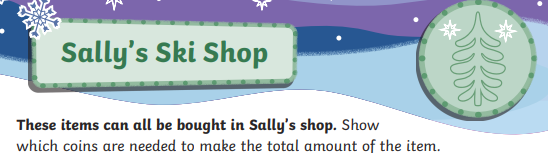 Sally's Ski Shop
These items can all be bought in Sally's shop. Show
which coins are needed to make the total amount of the item.